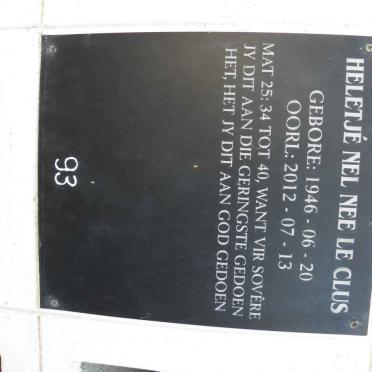 HELETJÉ NEL NEE LE CLUS
GEBORE: 1946 - 06 - 20
OORL: 2012 - 07 - 13
MAT 25: 34 TOT 40, WANT VIR SOVÊRE
JY DIT AAN DIE GERINGSTE GEDOEN
HET, HET JY DIT AAN GOD GEDOEN
93